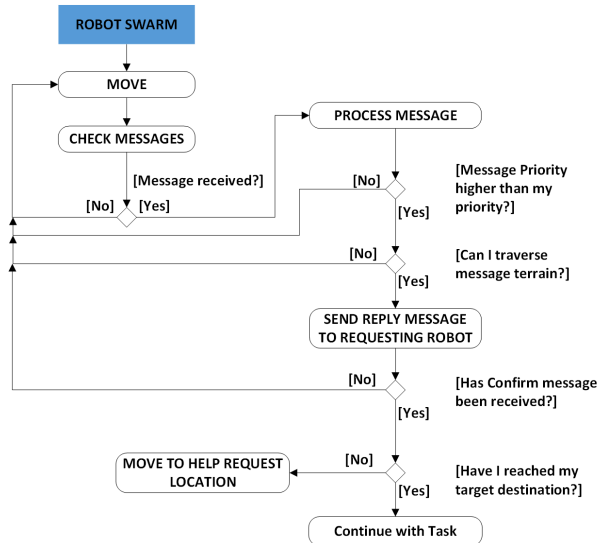 ROBOT SWARM
MOVE
CHECK MESSAGES
[Message received?]
[No]
[Yes]
PROCESS MESSAGE
[No]
[Message Priority
higher than my
priority?]
[Yes]
[No]
[Can I traverse
message terrain?]
[Yes]
SEND REPLY MESSAGE
TO REQUESTING ROBOT
[No]
[Has Confirm message
been received?]
[Yes]
MOVE TO HELP REQUEST
LOCATION
[No]
[Have I reached my
target destination?]
[Yes]
Continue with Task